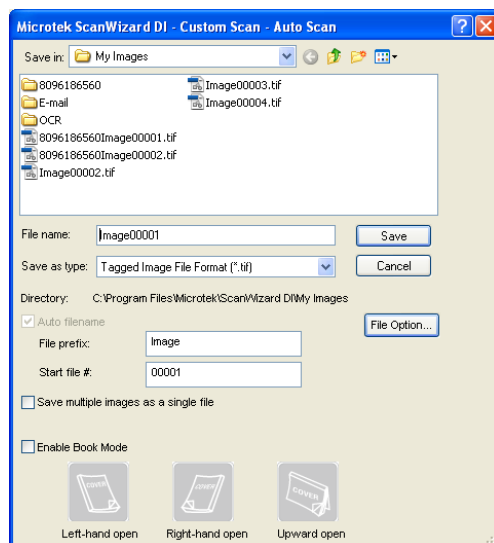 Microtek ScanWizard DI - Custom Scan - Auto Scan
Save in: My Images
8096186560
E-mail
OCR
8096186560Image00001.tif
8096186560Image00002.tif
Image00002.tif
Image00003.tif
Image00004.tif
File name: Image00001
Save
Save as type: Tagged Image File Format (*.tif)
Cancel
Directory: C:\Program Files\Microtek\ScanWizard DI\My Images
Auto filename
File Option...
File prefix: Image
Start file #: 00001
Save multiple images as a single file
Enable Book Mode
COVER COVER COVER
Left-hand open Right-hand open Upward open